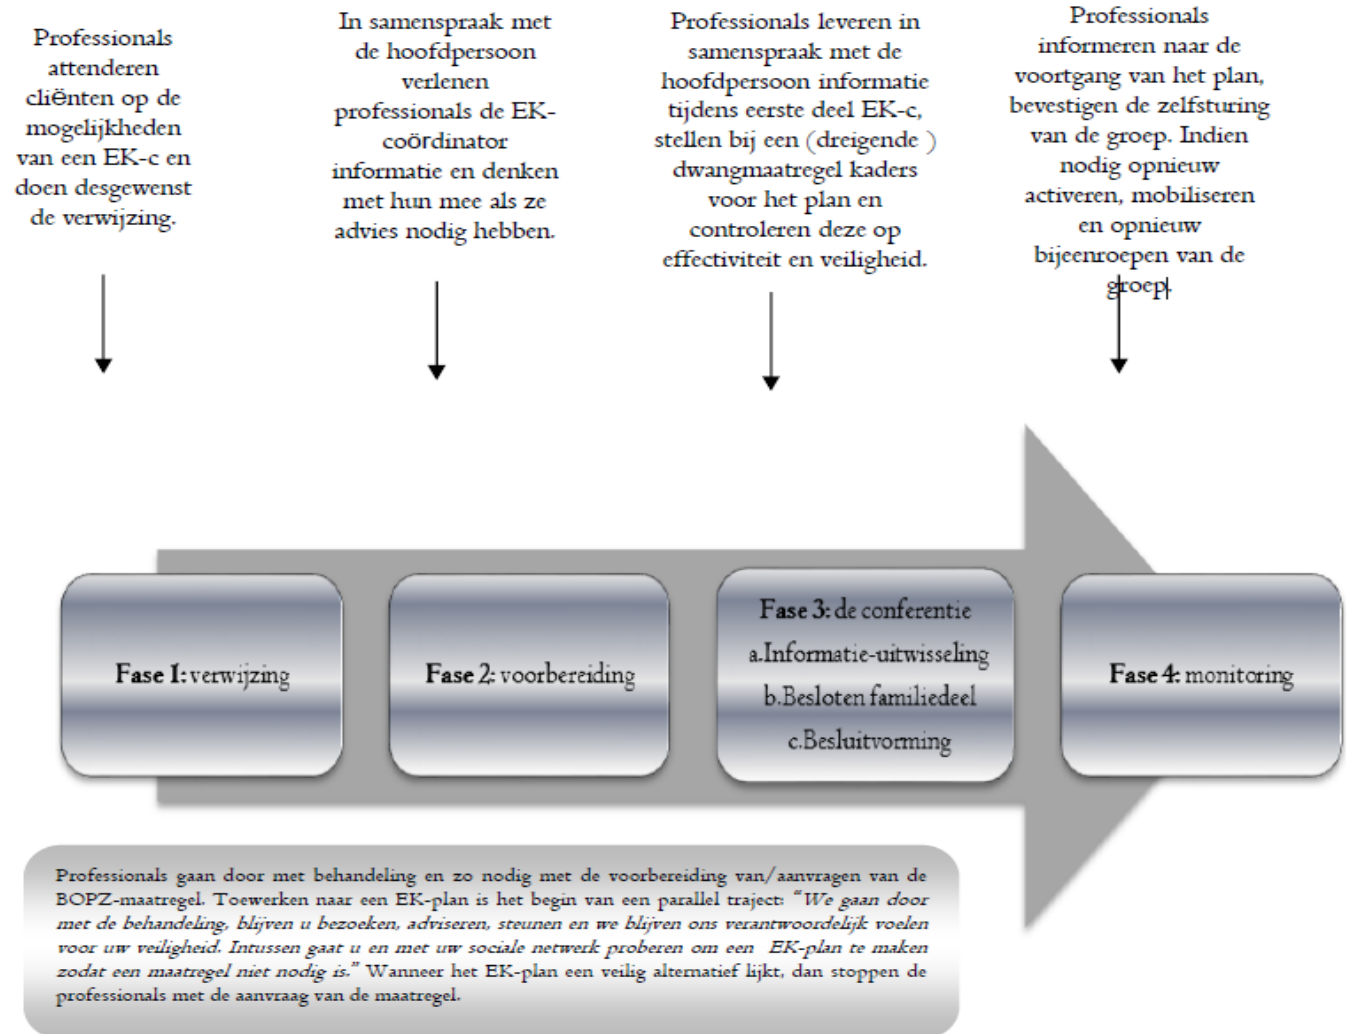 Professionals
attenderen
cliënten op de
mogelijkheden
van een EK-c en
doen desgewenst
de verwijzing.
In samenspraak met
de hoofdpersoon
verlenen
professionals de EK-
coördinator
informatie en denken
met hun mee als ze
advies nodig hebben.
Professionals leveren in
samenspraak met de
hoofdpersoon informatie
tijdens eerste deel EK-c,
stellen bij een (dreigende )
dwangmaatregel kaders
voor het plan en
controleren deze op
effectiviteit en veiligheid.
Professionals
informeren naar de
voortgang van het plan,
bevestigen de zelfsturing
van de groep. Indien
nodig opnieuw
activeren, mobiliseren
en opnieuw
bijeenroepen van de
groep.
Fase 1: verwijzing
Fase 2: voorbereiding
Fase 3: de conferentie
a.Informatie-uitwisseling
b.Besloten familiedeel
c.Besluitvorming
Fase 4: monitoring
Professionals gaan door met behandeling en zo nodig met de voorbereiding van/aanvragen van de
BOPZ-maatregel. Toewerken naar een EK-plan is het begin van een parallel traject: "We gaan door
met de behandeling, blijven u bezoeken, adviseren, steunen en we blijven ons verantwoordelijk voelen
voor uw veiligheid. Intussen gaat u en met uw sociale netwerk proberen om een EK-plan te maken
zodat een maatregel niet nodig is." Wanneer het EK-plan een veilig alternatief lijkt, dan stoppen de
professionals met de aanvraag van de maatregel.